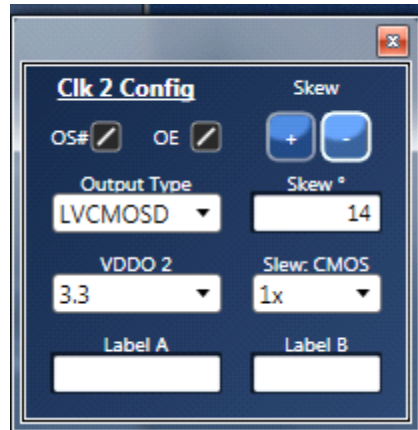 x
Clk 2 Config Skew
OS# OE + -
Output Type Skew °
LVCMOSD 14
VDDO 2 Slew: CMOS
3.3 1x
Label A Label B